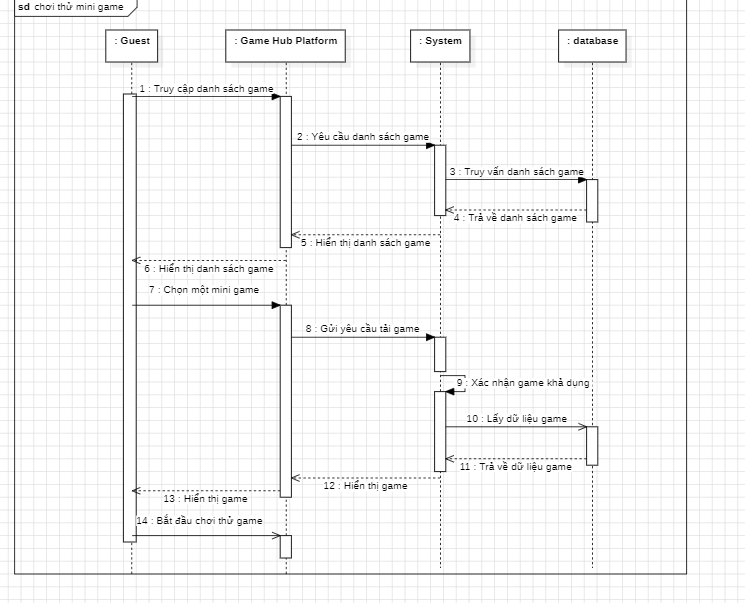 sd chơi thử mini game
: Guest
: Game Hub Platform
: System
: database
1 : Truy cập danh sách game
2 : Yêu cầu danh sách game
3 : Truy vấn danh sách game
4 : Trả về danh sách game
5 : Hiển thị danh sách game
6 : Hiển thị danh sách game
7 : Chọn một mini game
8 : Gửi yêu cầu tải game
9 : Xác nhận game khả dụng
10 : Lấy dữ liệu game
11 : Trả về dữ liệu game
12 : Hiển thị game
13 : Hiển thị game
14 : Bắt đầu chơi thử game